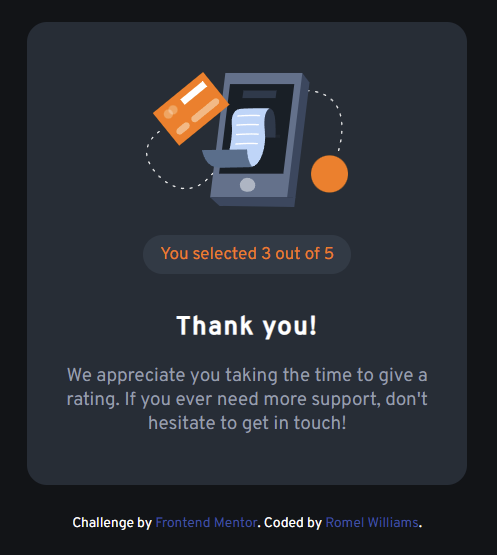 You selected 3 out of 5
Thank you!
We appreciate you taking the time to give a
rating. If you ever need more support, don't
hesitate to get in touch!
Challenge by Frontend Mentor. Coded by Romel Williams.